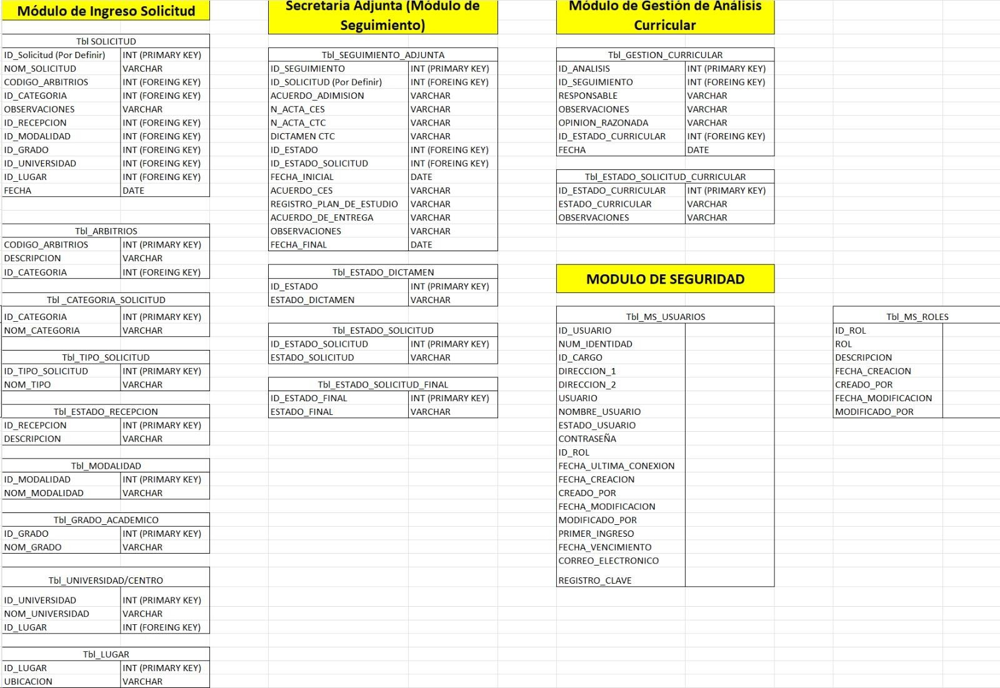 Módulo de Ingreso Solicitud
Tbl SOLICITUD
ID_Solicitud (Por Definir) INT (PRIMARY KEY)
NOM_SOLICITUD VARCHAR
CODIGO_ARBITRIOS INT (FOREING KEY)
ID_CATEGORIA INT (FOREING KEY)
OBSERVACIONES VARCHAR
ID_RECEPCION INT (FOREING KEY)
ID_MODALIDAD INT (FOREING KEY)
ID_GRADO INT (FOREING KEY)
ID_UNIVERSIDAD INT (FOREING KEY)
ID_LUGAR INT (FOREING KEY)
FECHA DATE
Tbl_ARBITRIOS
CODIGO_ARBITRIOS INT (PRIMARY KEY)
DESCRIPCION VARCHAR
ID_CATEGORIA INT (FOREING KEY)
Tbl _CATEGORIA_SOLICITUD
ID_CATEGORIA INT (PRIMARY KEY)
NOM_CATEGORIA VARCHAR
Tbl_TIPO_SOLICITUD
ID_TIPO_SOLICITUD INT (PRIMARY KEY)
NOM_TIPO VARCHAR
Tbl_ESTADO_RECEPCION
ID_RECEPCION INT (PRIMARY KEY)
DESCRIPCION VARCHAR
Tbl_MODALIDAD
ID_MODALIDAD INT (PRIMARY KEY)
NOM_MODALIDAD VARCHAR
Tbl_GRADO_ACADEMICO
ID_GRADO INT (PRIMARY KEY)
NOM_GRADO VARCHAR
Tbl_UNIVERSIDAD/CENTRO
ID_UNIVERSIDAD INT (PRIMARY KEY)
NOM_UNIVERSIDAD VARCHAR
ID_LUGAR INT (FOREING KEY)
Tbl_LUGAR
ID_LUGAR INT (PRIMARY KEY)
UBICACION VARCHAR
Secretaria Adjunta (Módulo de
Seguimiento)
Tbl_SEGUIMIENTO_ADJUNTA
ID_SEGUIMIENTO INT (PRIMARY KEY)
ID_SOLICITUD (Por Definir) INT (FOREING KEY)
ACUERDO_ADIMISION VARCHAR
N_ACTA_CES VARCHAR
N_ACTA_CTC VARCHAR
DICTAMEN CTC VARCHAR
ID_ESTADO INT (FOREING KEY)
ID_ESTADO_SOLICITUD INT (FOREING KEY)
FECHA_INICIAL DATE
ACUERDO_CES VARCHAR
REGISTRO_PLAN_DE_ESTUDIO VARCHAR
ACUERDO_DE_ENTREGA VARCHAR
OBSERVACIONES VARCHAR
FECHA_FINAL DATE
Tbl_ESTADO_DICTAMEN
ID_ESTADO INT (PRIMARY KEY)
ESTADO_DICTAMEN VARCHAR
Tbl_ESTADO_SOLICITUD
ID_ESTADO_SOLICITUD INT (PRIMARY KEY)
ESTADO_SOLICITUD VARCHAR
Tbl_ESTADO_SOLICITUD_FINAL
ID_ESTADO_FINAL INT (PRIMARY KEY)
ESTADO_FINAL VARCHAR
Módulo de Gestión de Análisis
Curricular
Tbl_GESTION_CURRICULAR
ID_ANALISIS INT (PRIMARY KEY)
ID_SEGUIMIENTO INT (FOREING KEY)
RESPONSABLE VARCHAR
OBSERVACIONES VARCHAR
OPINION_RAZONADA VARCHAR
ID_ESTADO_CURRICULAR INT (FOREING KEY)
FECHA DATE
Tbl_ESTADO_SOLICITUD_CURRICULAR
ID_ESTADO_CURRICULAR INT (PRIMARY KEY)
ESTADO_CURRICULAR VARCHAR
OBSERVACIONES VARCHAR
MODULO DE SEGURIDAD
Tbl_MS_USUARIOS
ID_USUARIO
NUM_IDENTIDAD
ID_CARGO
DIRECCION_1
DIRECCION_2
USUARIO
NOMBRE_USUARIO
ESTADO_USUARIO
CONTRASEÑA
ID_ROL
FECHA_ULTIMA_CONEXION
FECHA_CREACION
CREADO_POR
FECHA_MODIFICACION
MODIFICADO_POR
PRIMER_INGRESO
FECHA_VENCIMIENTO
CORREO_ELECTRONICO
REGISTRO_CLAVE
Tbl_MS_ROLES
ID_ROL
ROL
DESCRIPCION
FECHA_CREACION
CREADO_POR
FECHA_MODIFICACION
MODIFICADO_POR